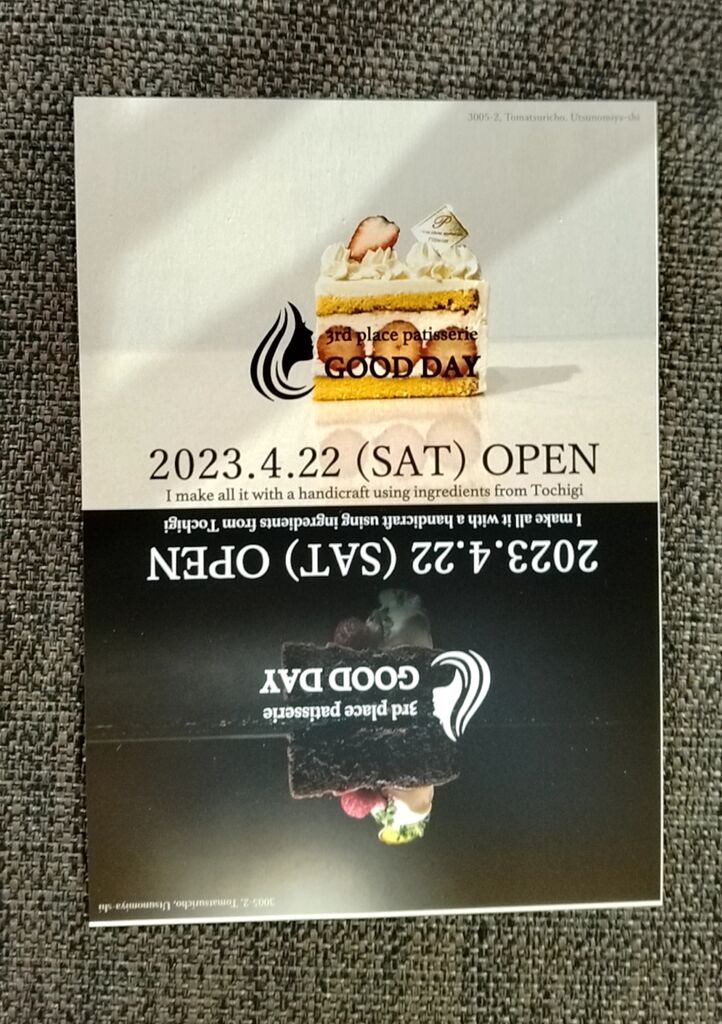 3005-2, Tomatsuricho, Utsunomiya-shi
P
3rd place patisserie
GOOD DAY
2023.4.22 (SAT) OPEN
I make all it with a handicraft using ingredients from Tochigi
I make all it with a handicraft using ingredients from Tochigi
2023.4.22 (SAT) OPEN
GOOD DAY
3rd place patisserie
3005-2, Tomatsuricho, Utsunomiya-shi